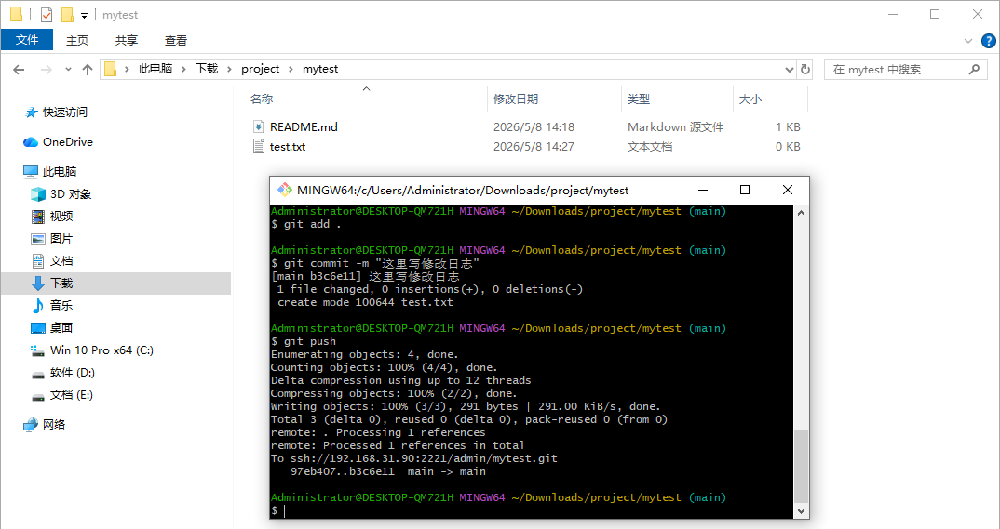 mytest
文件 主页 共享 查看
此电脑 下载 project mytest
在 mytest 中搜索
名称 修改日期 类型 大小
README.md 2026/5/8 14:18 Markdown 源文件 1 KB
test.txt 2026/5/8 14:27 文本文档 0 KB
快速访问
OneDrive
此电脑
3D 对象
视频
图片
文档
下载
音乐
桌面
Win 10 Pro x64 (C:)
软件 (D:)
文档 (E:)
网络
MINGW64:/c/Users/Administrator/Downloads/project/mytest
Administrator@DESKTOP-QM721H MINGW64 ~/Downloads/project/mytest (main)
$ git add .
Administrator@DESKTOP-QM721H MINGW64 ~/Downloads/project/mytest (main)
$ git commit -m "这里写修改日志"
[main b3c6e11] 这里写修改日志
1 file changed, 0 insertions(+), 0 deletions(-)
create mode 100644 test.txt
Administrator@DESKTOP-QM721H MINGW64 ~/Downloads/project/mytest (main)
$ git push
Enumerating objects: 4, done.
Counting objects: 100% (4/4), done.
Delta compression using up to 12 threads
Compressing objects: 100% (2/2), done.
Writing objects: 100% (3/3), 291 bytes | 291.00 KiB/s, done.
Total 3 (delta 0), reused 0 (delta 0), pack-reused 0 (from 0)
remote: . Processing 1 references
remote: Processed 1 references in total
To ssh://192.168.31.90:2221/admin/mytest.git
97eb407..b3c6e11 main -> main
Administrator@DESKTOP-QM721H MINGW64 ~/Downloads/project/mytest (main)
$